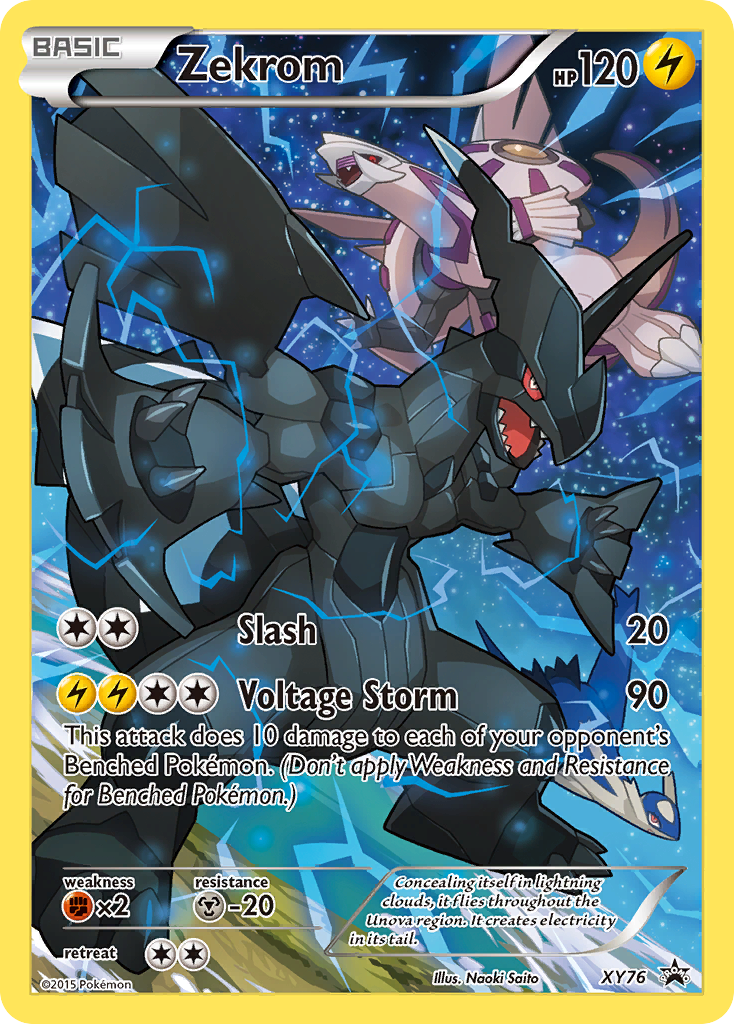 BASIC
Zekrom
HP120
Slash 20
Voltage Storm 90
This attack does 10 damage to each of your opponent's
Benched Pokémon. (Don't apply Weakness and Resistance
for Benched Pokémon.)
weakness resistance
×2 -20
Concealing itself in lightning
clouds, it flies throughout the
Unova region. It creates electricity
in its tail.
retreat
©2015 Pokémon
Illus. Naoki Saito
XY76
PROMO